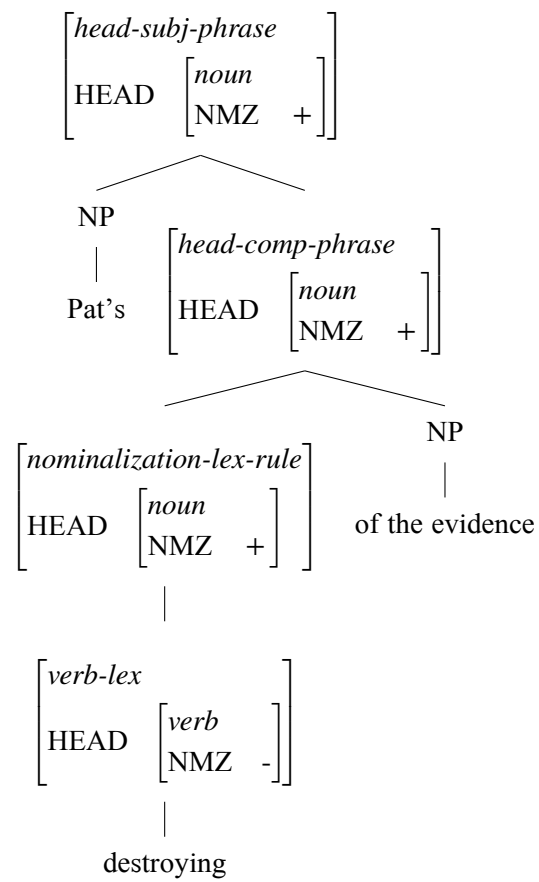 head-subj-phrase
HEAD noun
NMZ +
NP
Pat's
head-comp-phrase
HEAD noun
NMZ +
NP
of the evidence
nominalization-lex-rule
HEAD noun
NMZ +
verb-lex
HEAD verb
NMZ -
destroying